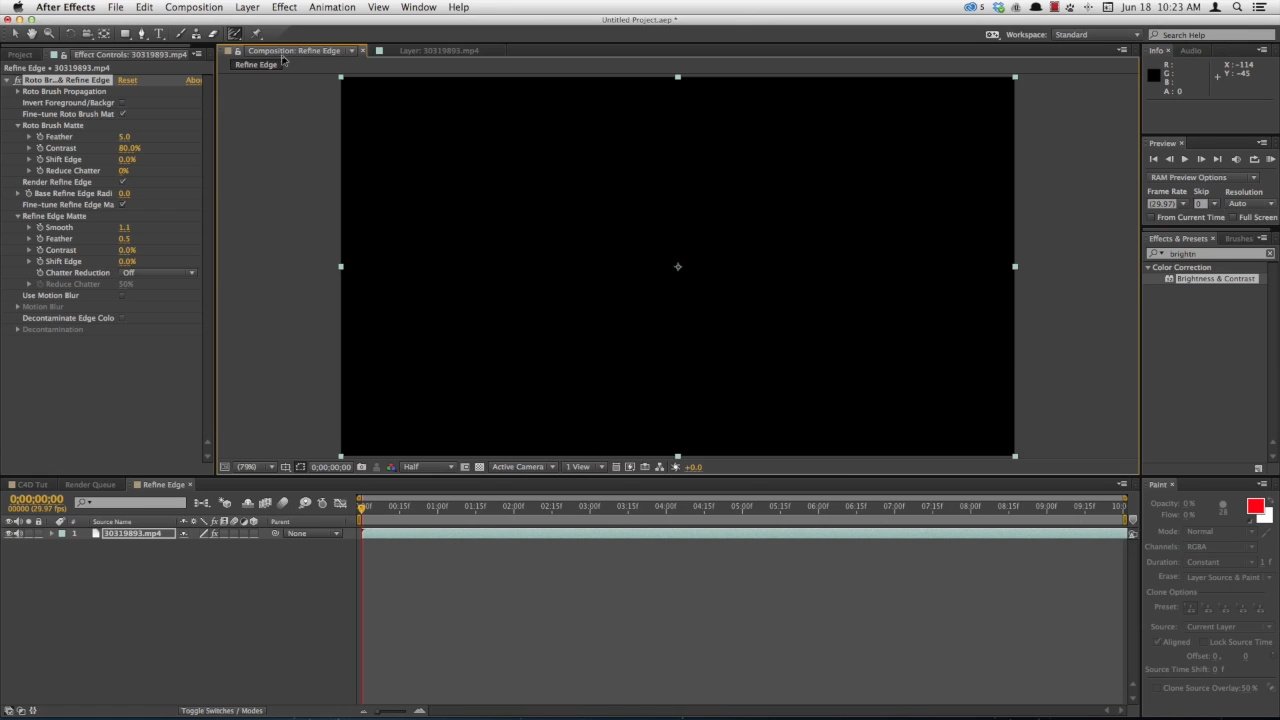 After Effects File Edit Composition Layer Effect Animation View Window Help
5 Jun 18 10:23 AM
Untitled Project.aep *
Workspace: Standard Search Help
Project Effect Controls: 30319893.mp4
Composition: Refine Edge Layer: 30319893.mp4
Refine Edge • 30319893.mp4
Refine Edge
Roto Br...& Refine Edge Reset Abou
Roto Brush Propagation
Invert Foreground/Backgr
Fine-tune Roto Brush Mat
Roto Brush Matte
Feather 5.0
Contrast 80.0%
Shift Edge 0.0%
Reduce Chatter 0%
Render Refine Edge
Base Refine Edge Radi 0.0
Fine-tune Refine Edge Ma
Refine Edge Matte
Smooth 1.1
Feather 0.5
Contrast 0.0%
Shift Edge 0.0%
Chatter Reduction Off
Reduce Chatter 50%
Use Motion Blur
Motion Blur
Decontaminate Edge Colo
Decontamination
Info Audio
R: X: -114
G: Y: -45
B:
A: 0
Preview
RAM Preview Options
Frame Rate Skip Resolution
(29.97) 0 Auto
From Current Time Full Screen
Effects & Presets Brushes
brightn
Color Correction
Brightness & Contrast
(79%) 0;00;00;00 Half Active Camera 1 View +0.0
C4D Tut Render Queue Refine Edge
0;00;00;00
00000 (29.97 fps)
00:15f 01:00f 01:15f 02:00f 02:15f 03:00f 03:15f 04:00f 04:15f 05:00f 05:15f 06:00f 06:15f 07:00f 07:15f 08:00f 08:15f 09:00f 09:15f 10:0
# Source Name Parent
1 30319893.mp4 None
Toggle Switches / Modes
Paint
Opacity: 0 %
Flow: 0 %
28
Mode: Normal
Channels: RGBA
Duration: Constant 1 f
Erase: Layer Source & Paint
Clone Options
Preset:
Source: Current Layer
Aligned Lock Source Time
Offset: 0 , 0
Source Time Shift: 0 f
Clone Source Overlay: 50 %